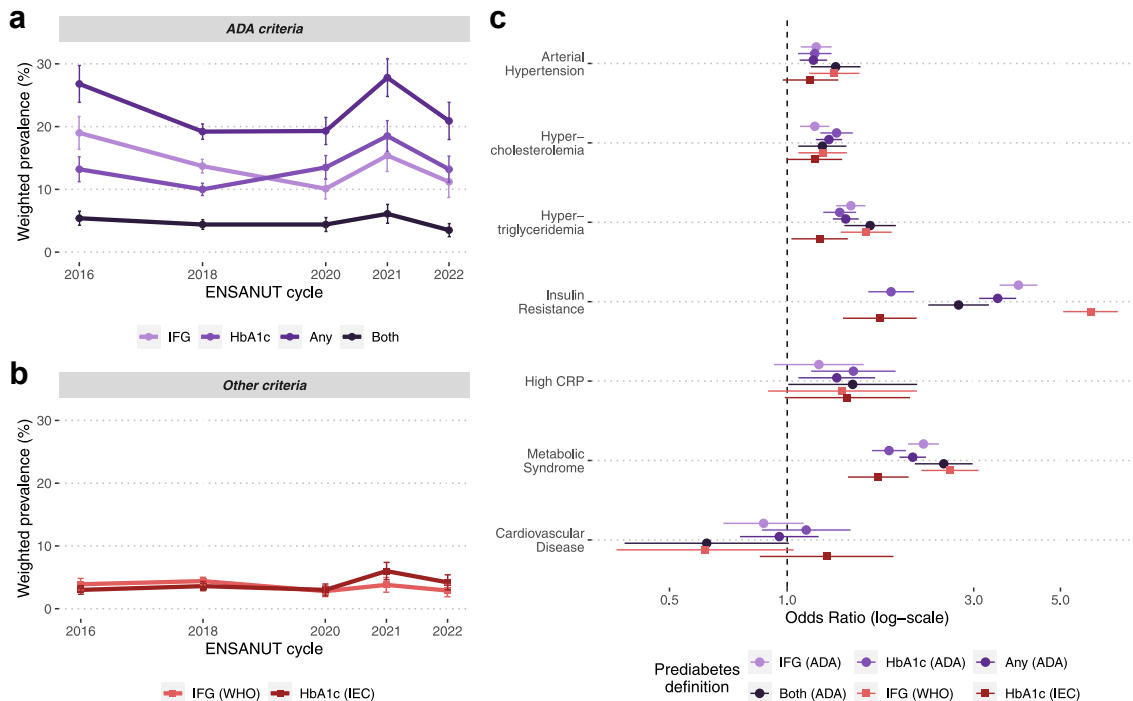 a
ADA criteria
Weighted prevalence (%)
30
20
10
0
2016 2018 2020 2021 2022
ENSANUT cycle
IFG HbA1c Any Both
b
Other criteria
Weighted prevalence (%)
30
20
10
0
2016 2018 2020 2021 2022
ENSANUT cycle
IFG (WHO) HbA1c (IEC)
c
Arterial
Hypertension
Hyper–
cholesterolemia
Hyper–
triglyceridemia
Insulin
Resistance
High CRP
Metabolic
Syndrome
Cardiovascular
Disease
0.5 1.0 3.0 5.0
Odds Ratio (log–scale)
Prediabetes
definition
IFG (ADA) HbA1c (ADA) Any (ADA)
Both (ADA) IFG (WHO) HbA1c (IEC)